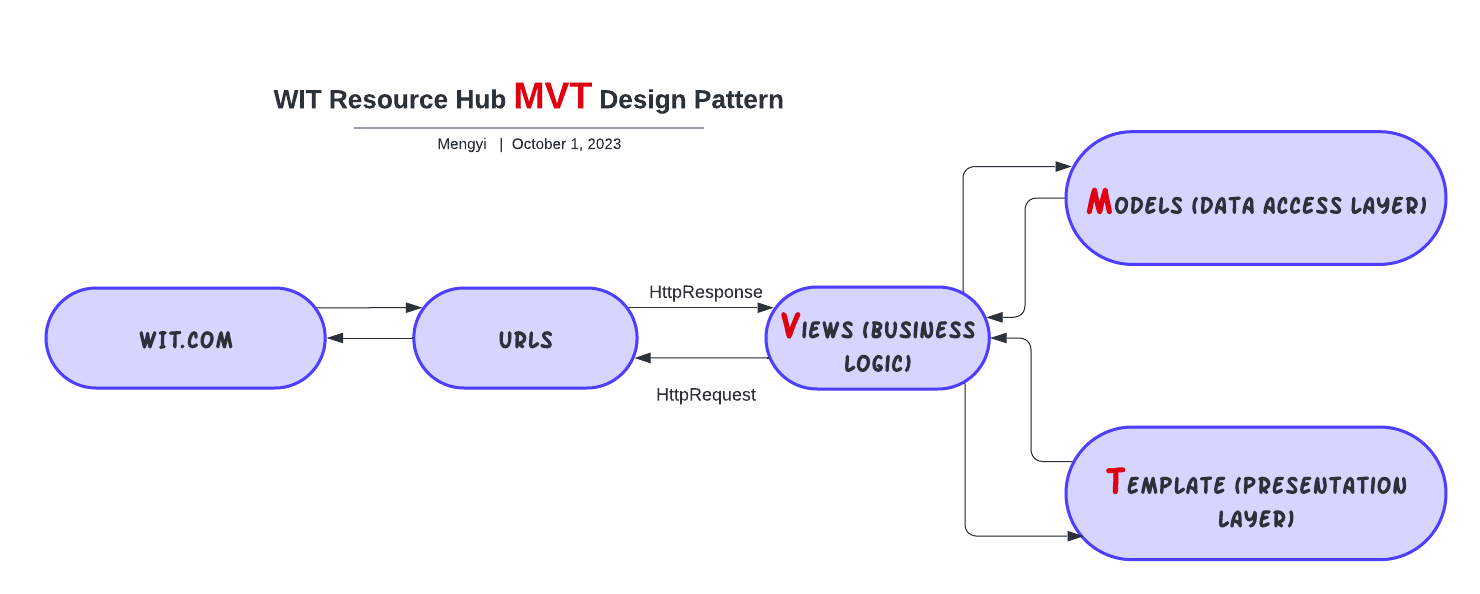 WIT Resource Hub MVT Design Pattern
Mengyi | October 1, 2023
MODELS (DATA ACCESS LAYER)
HttpResponse
WIT.COM
URLS
VIEWS (BUSINESS
LOGIC)
HttpRequest
TEMPLATE (PRESENTATION
LAYER)